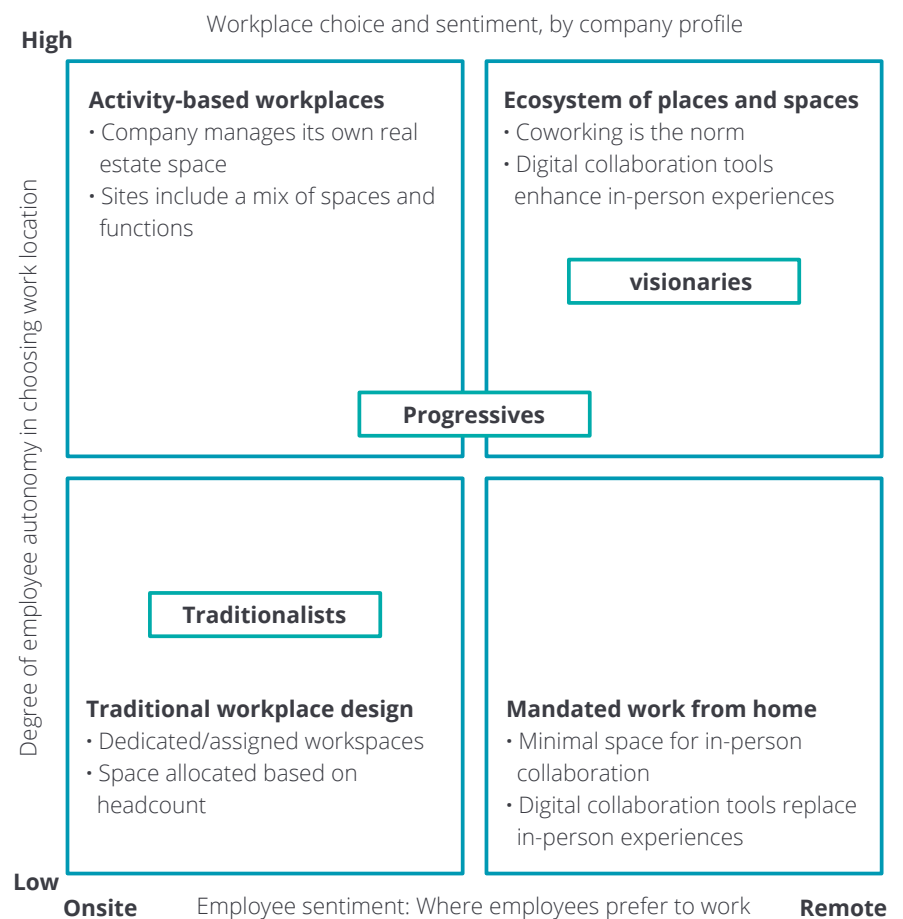 Workplace choice and sentiment, by company profile
High
Degree of employee autonomy in choosing work location
Activity-based workplaces
• Company manages its own real
estate space
• Sites include a mix of spaces and
functions
Ecosystem of places and spaces
• Coworking is the norm
• Digital collaboration tools
enhance in-person experiences
visionaries
Progressives
Traditionalists
Traditional workplace design
• Dedicated/assigned workspaces
• Space allocated based on
headcount
Mandated work from home
• Minimal space for in-person
collaboration
• Digital collaboration tools replace
in-person experiences
Low
Onsite
Employee sentiment: Where employees prefer to work
Remote